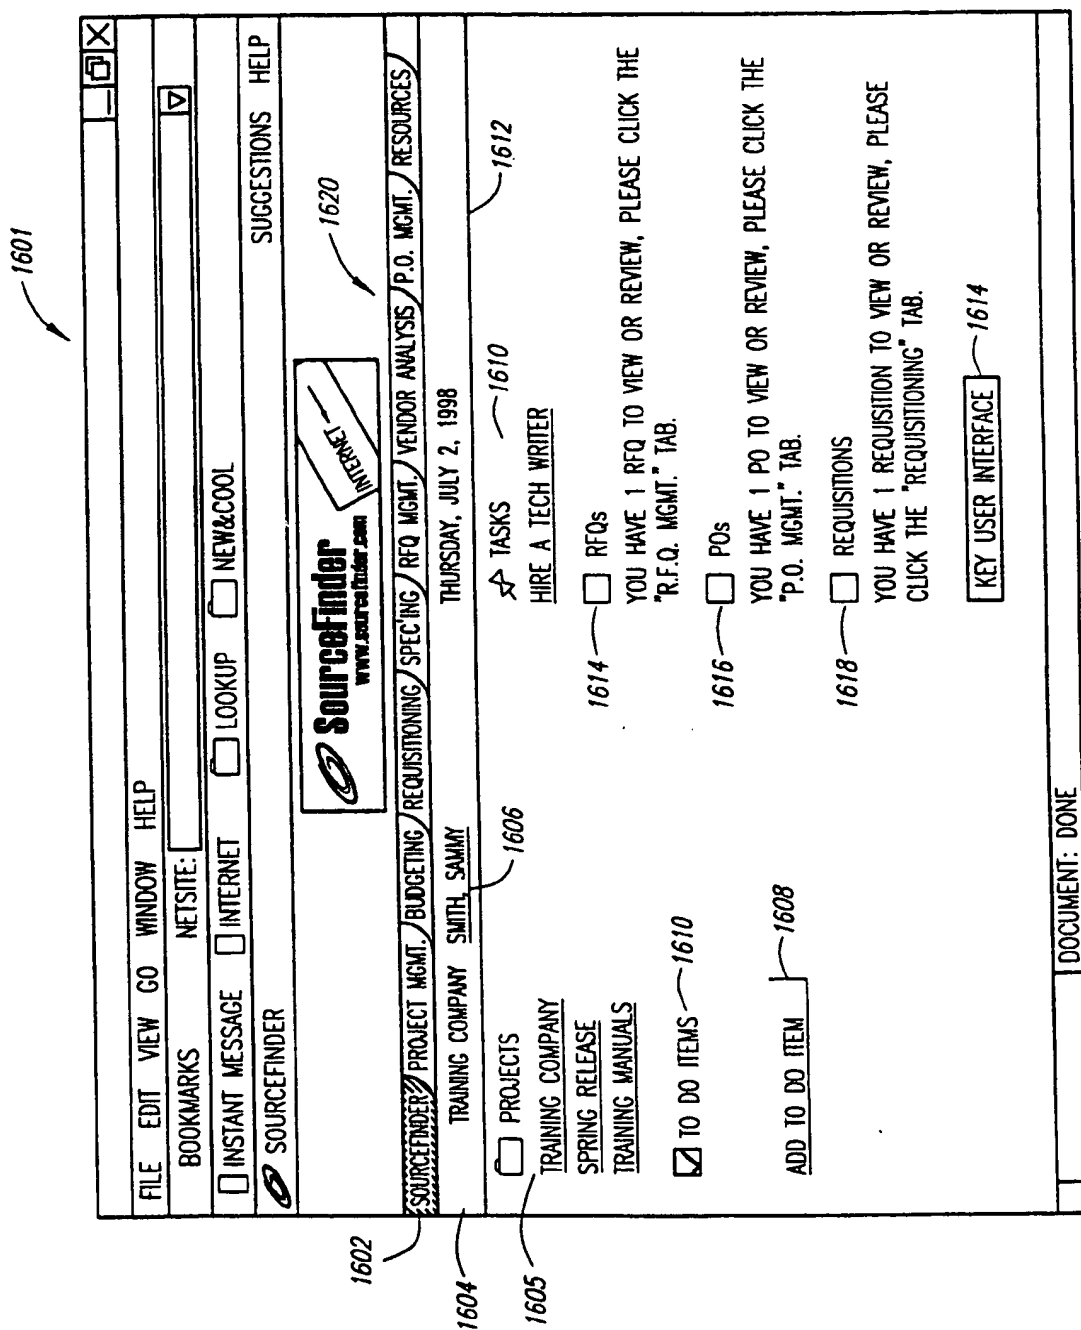 1601
FILE EDIT VIEW GO WINDOW HELP
BOOKMARKS NETSITE:
INSTANT MESSAGE INTERNET LOOKUP NEW&COOL
SOURCEFINDER SUGGESTIONS HELP
SourceFinder
www.sourcefinder.com
INTERNET
1620
1602
SOURCEFINDER PROJECT MGMT. BUDGETING REQUISITIONING SPEC'ING RFQ MGMT. VENDOR ANALYSIS P.O. MGMT. RESOURCES
1604
TRAINING COMPANY SMITH, SAMMY THURSDAY, JULY 2, 1998
1606
1612
PROJECTS
1605
TRAINING COMPANY
SPRING RELEASE
TRAINING MANUALS
TO DO ITEMS 1610
ADD TO DO ITEM 1608
TASKS 1610
HIRE A TECH WRITER
1614 RFQs
YOU HAVE 1 RFQ TO VIEW OR REVIEW, PLEASE CLICK THE
"R.F.Q. MGMT." TAB.
1616 POs
YOU HAVE 1 PO TO VIEW OR REVIEW, PLEASE CLICK THE
"P.O. MGMT." TAB.
1618 REQUISITIONS
YOU HAVE 1 REQUISITION TO VIEW OR REVIEW, PLEASE
CLICK THE "REQUISITIONING" TAB.
KEY USER INTERFACE 1614
DOCUMENT: DONE